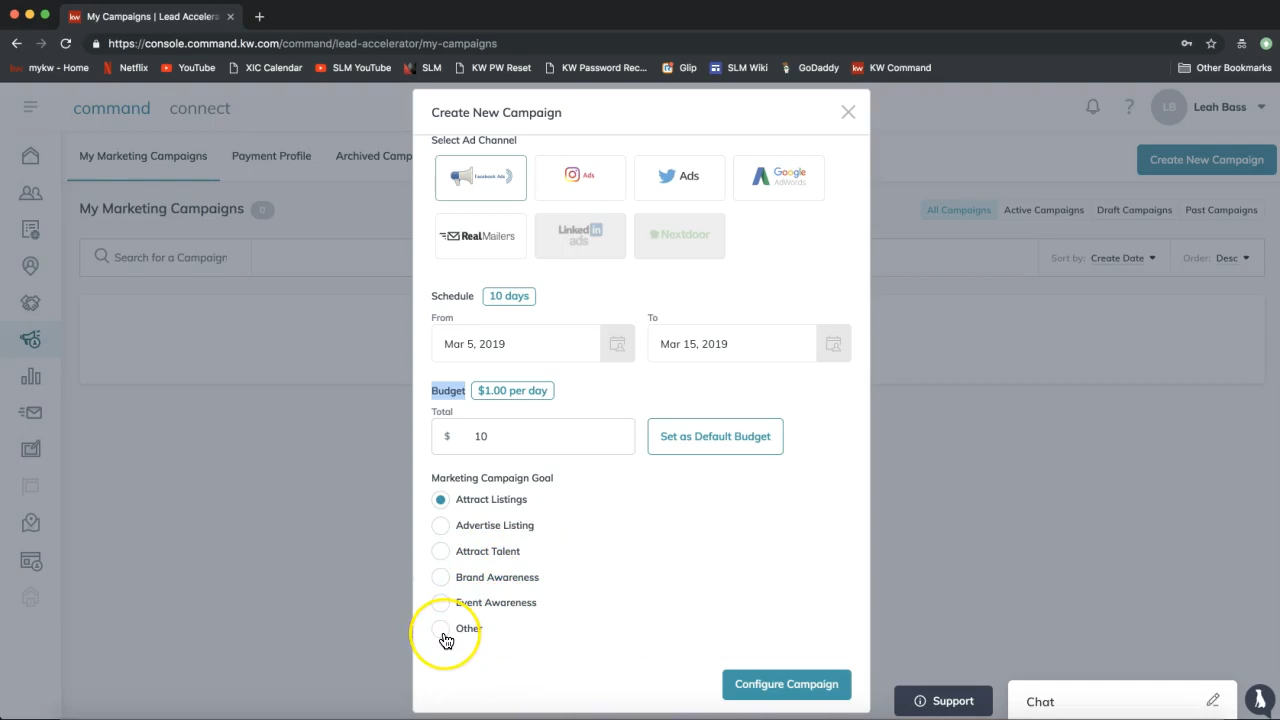 My Campaigns | Lead Accelera
https://console.command.kw.com/command/lead-accelerator/my-campaigns
kw mykw - Home Netflix YouTube XIC Calendar SLM YouTube SLM KW PW Reset KW Password Rec... Glip SLM Wiki GoDaddy kw KW Command Other Bookmarks
command connect
LB Leah Bass
My Marketing Campaigns Payment Profile Archived Camp
Create New Campaign
My Marketing Campaigns 0
All Campaigns Active Campaigns Draft Campaigns Past Campaigns
Search for a Campaign
Sort by: Create Date Order: Desc
Create New Campaign
Select Ad Channel
Facebook Ads
Ads
Ads
Google AdWords
RealMailers
Linked in ads
Nextdoor
Schedule 10 days
From To
Mar 5, 2019 Mar 15, 2019
Budget $1.00 per day
Total
$ 10 Set as Default Budget
Marketing Campaign Goal
Attract Listings
Advertise Listing
Attract Talent
Brand Awareness
Event Awareness
Other
Configure Campaign
Support
Chat